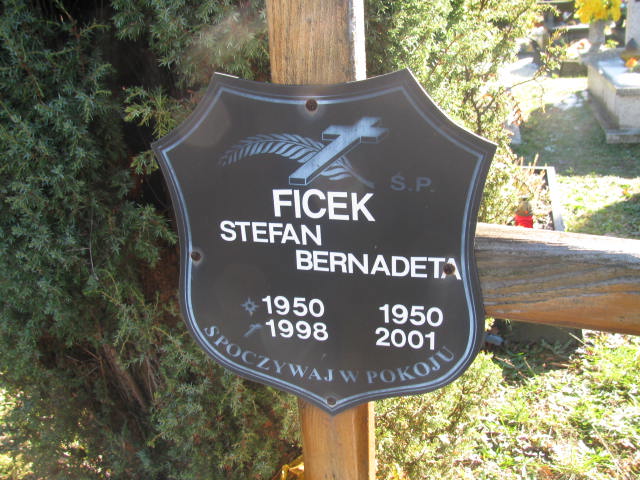 Ś.P.
FICEK
STEFAN
BERNADETA
1950 1950
1998 2001
SPOCZYWAJ W POKOJU